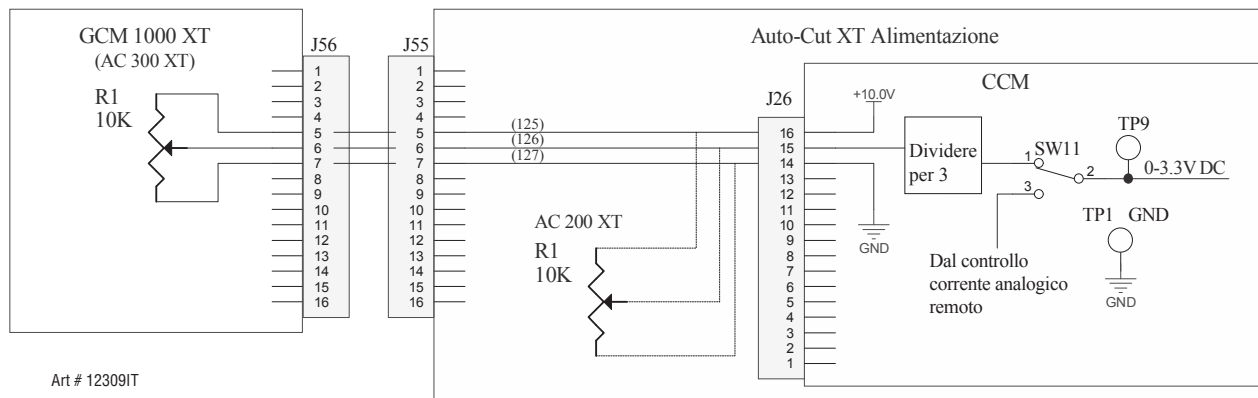 GCM 1000 XT
(AC 300 XT)
R1
10K
J56
1
2
3
4
5
6
7
8
9
10
11
12
13
14
15
16
J55
1
2
3
4
5
6
7
8
9
10
11
12
13
14
15
16
Auto-Cut XT Alimentazione
(125)
(126)
(127)
AC 200 XT
R1
10K
J26
16
15
14
13
12
11
10
9
8
7
6
5
4
3
2
1
CCM
+10.0V
GND
Dividere
per 3
1
SW11
2
3
TP9
0-3.3V DC
TP1 GND
GND
Dal controllo
corrente analogico
remoto
Art # 12309IT